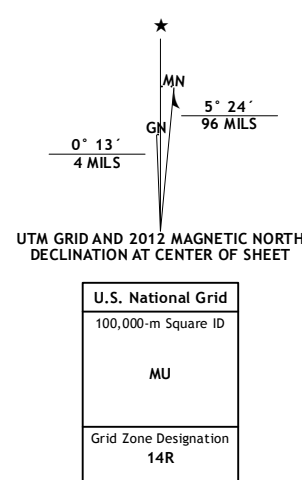 MN
GN
5° 24´
96 MILS
0° 13´
4 MILS
UTM GRID AND 2012 MAGNETIC NORTH
DECLINATION AT CENTER OF SHEET
U.S. National Grid
100,000-m Square ID
MU
Grid Zone Designation
14R